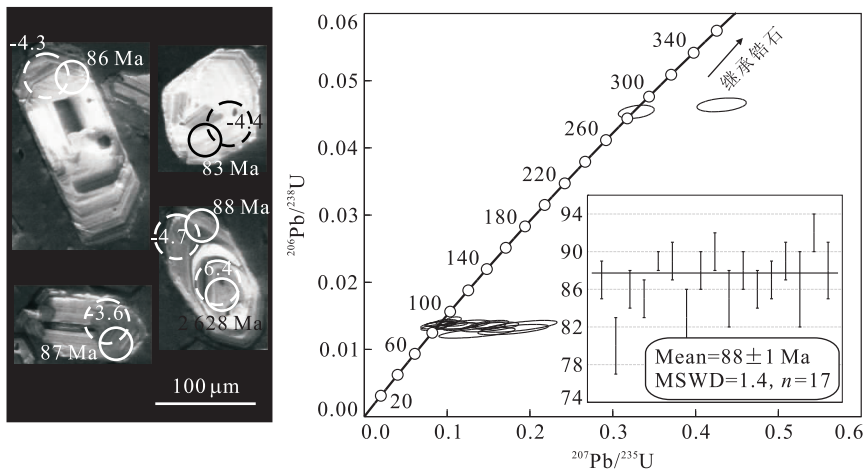 -4.3
86 Ma
-4.4
83 Ma
88 Ma
-4.7
6.4
2 628 Ma
-3.6
87 Ma
100 μm
0.06
0.05
0.04
0.03
0.02
0.01
0.00
²⁰⁶Pb/²³⁸U
340
300
260
220
180
140
100
60
20
继承锆石
94
90
86
82
78
74
Mean=88±1 Ma
MSWD=1.4, n=17
0.0 0.1 0.2 0.3 0.4 0.5 0.6
²⁰⁷Pb/²³⁵U